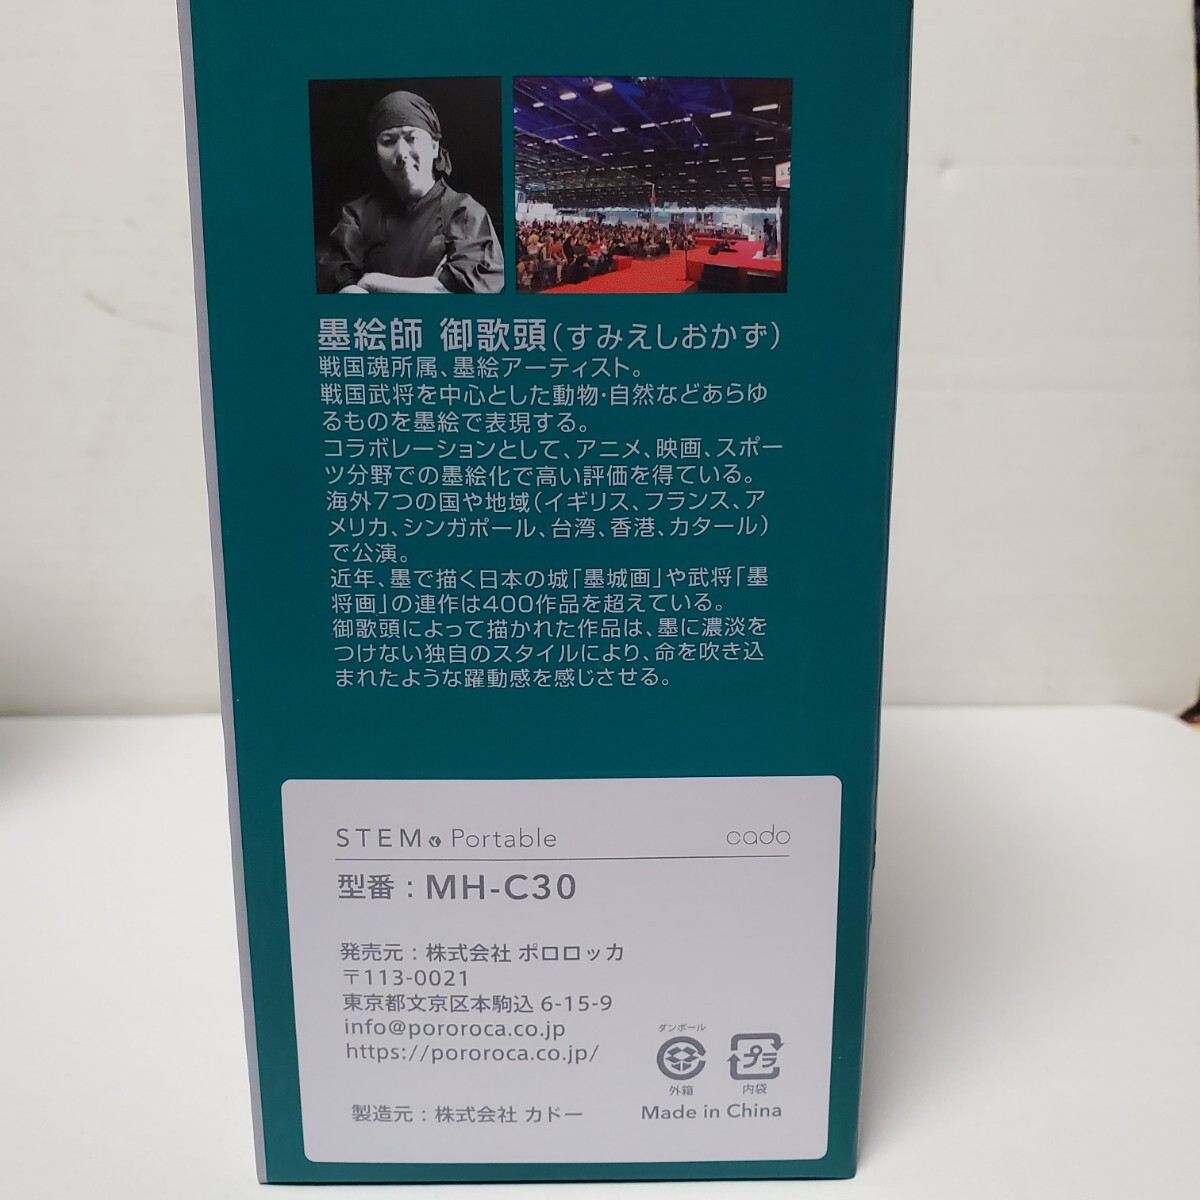 墨絵師 御歌頭(すみえしおかず)
戦国魂所属、墨絵アーティスト。
戦国武将を中心とした動物・自然などあらゆ
るものを墨絵で表現する。
コラボレーションとして、アニメ、映画、スポー
ツ分野での墨絵化で高い評価を得ている。
海外7つの国や地域(イギリス、フランス、ア
メリカ、シンガポール、台湾、香港、カタール)
で公演。
近年、墨で描く日本の城「墨城画」や武将「墨
将画」の連作は400作品を超えている。
御歌頭によって描かれた作品は、墨に濃淡を
つけない独自のスタイルにより、命を吹き込
まれたような躍動感を感じさせる。
STEM Portable
cado
型番：MH-C30
発売元：株式会社 ポロロッカ
〒113-0021
東京都文京区本駒込 6-15-9
info@pororoca.co.jp
https://pororoca.co.jp/
ダンボール
外箱
プラ
内袋
製造元：株式会社 カドー
Made in China